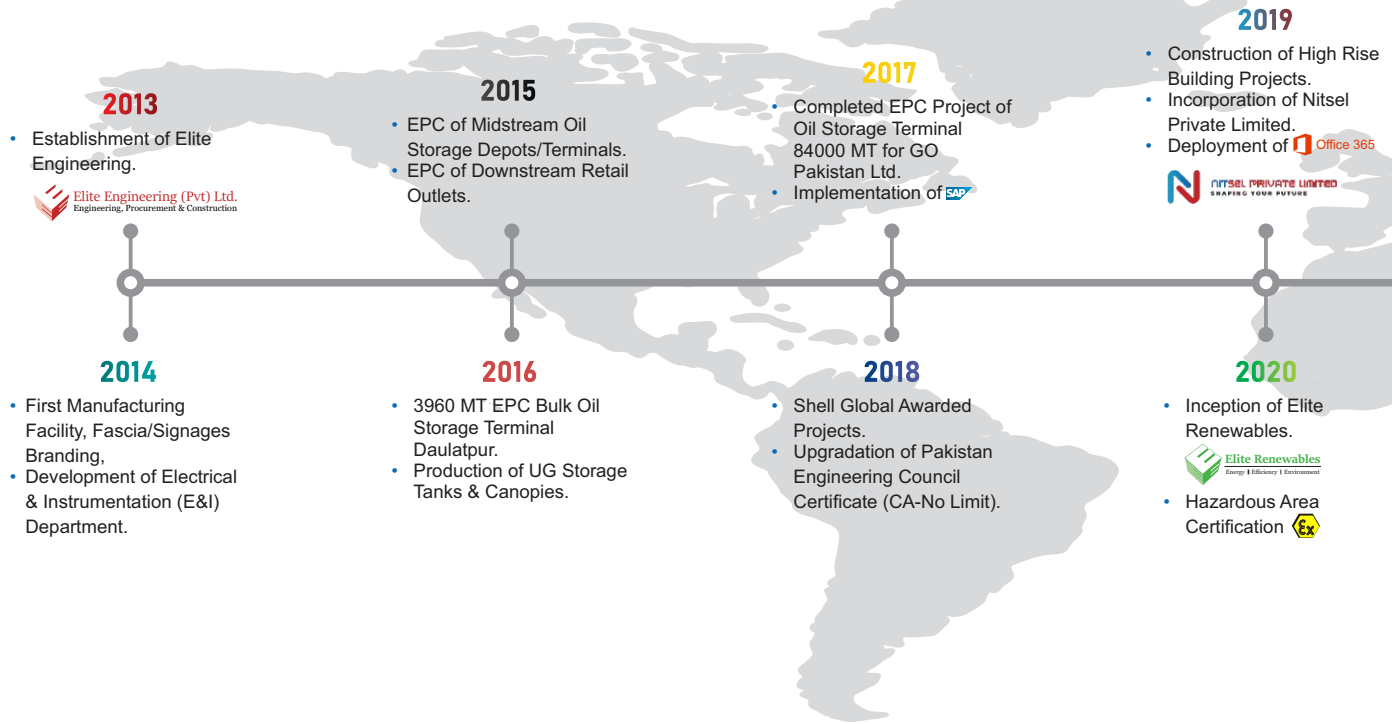 2013
• Establishment of Elite
Engineering.
Elite Engineering (Pvt) Ltd.
Engineering, Procurement & Construction
2015
• EPC of Midstream Oil
Storage Depots/Terminals.
• EPC of Downstream Retail
Outlets.
2017
• Completed EPC Project of
Oil Storage Terminal
84000 MT for GO
Pakistan Ltd.
• Implementation of SAP
2019
• Construction of High Rise
Building Projects.
• Incorporation of Nitsel
Private Limited.
• Deployment of Office 365
NITSEL PRIVATE LIMITED
SHAPING YOUR FUTURE
2014
• First Manufacturing
Facility, Fascia/Signages
Branding,
• Development of Electrical
& Instrumentation (E&I)
Department.
2016
• 3960 MT EPC Bulk Oil
Storage Terminal
Daulatpur.
• Production of UG Storage
Tanks & Canopies.
2018
• Shell Global Awarded
Projects.
• Upgradation of Pakistan
Engineering Council
Certificate (CA-No Limit).
2020
• Inception of Elite
Renewables.
Elite Renewables
Energy | Efficiency | Environment
• Hazardous Area
Certification Ex